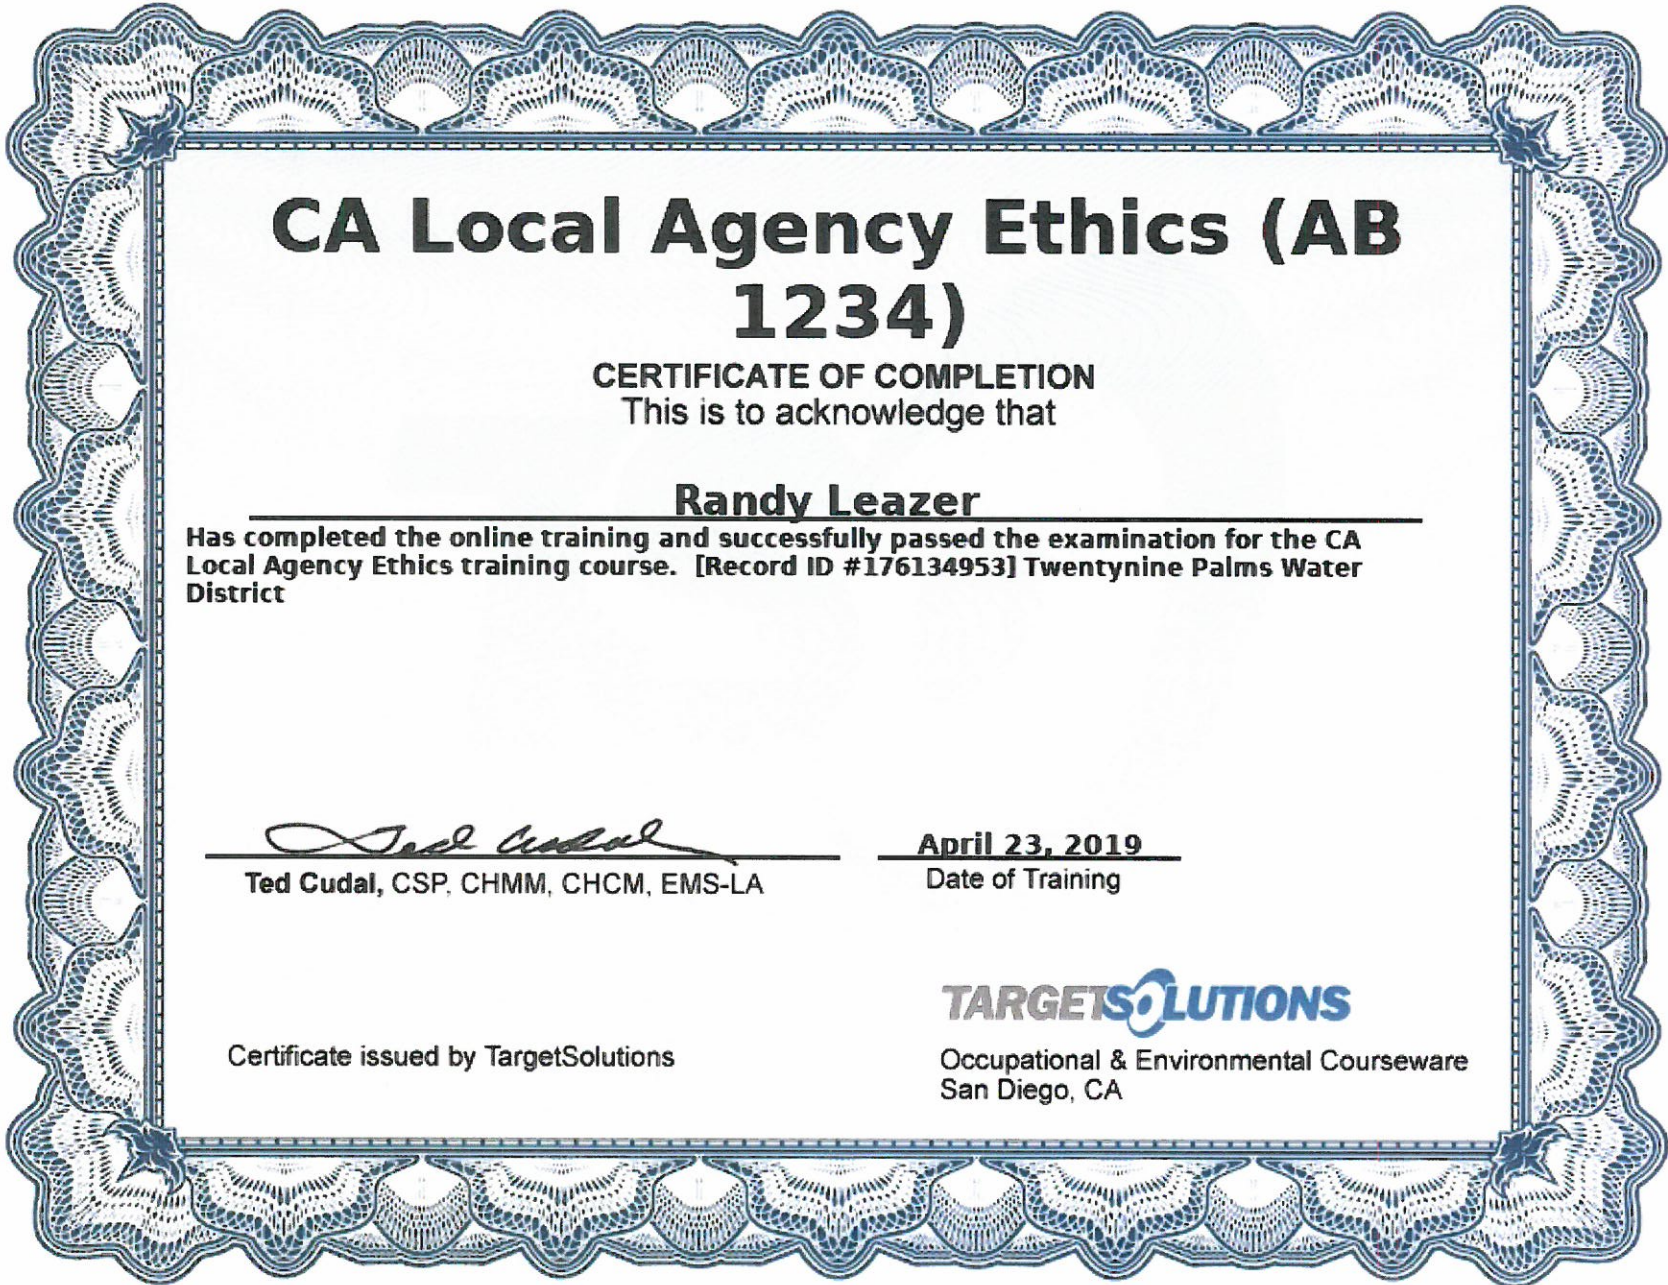 CA Local Agency Ethics (AB
1234)
CERTIFICATE OF COMPLETION
This is to acknowledge that
Randy Leazer
Has completed the online training and successfully passed the examination for the CA
Local Agency Ethics training course. [Record ID #176134953] Twentynine Palms Water
District
Ted Cudal
Ted Cudal, CSP, CHMM, CHCM, EMS-LA
April 23, 2019
Date of Training
TARGETSOLUTIONS
Certificate issued by TargetSolutions
Occupational & Environmental Courseware
San Diego, CA